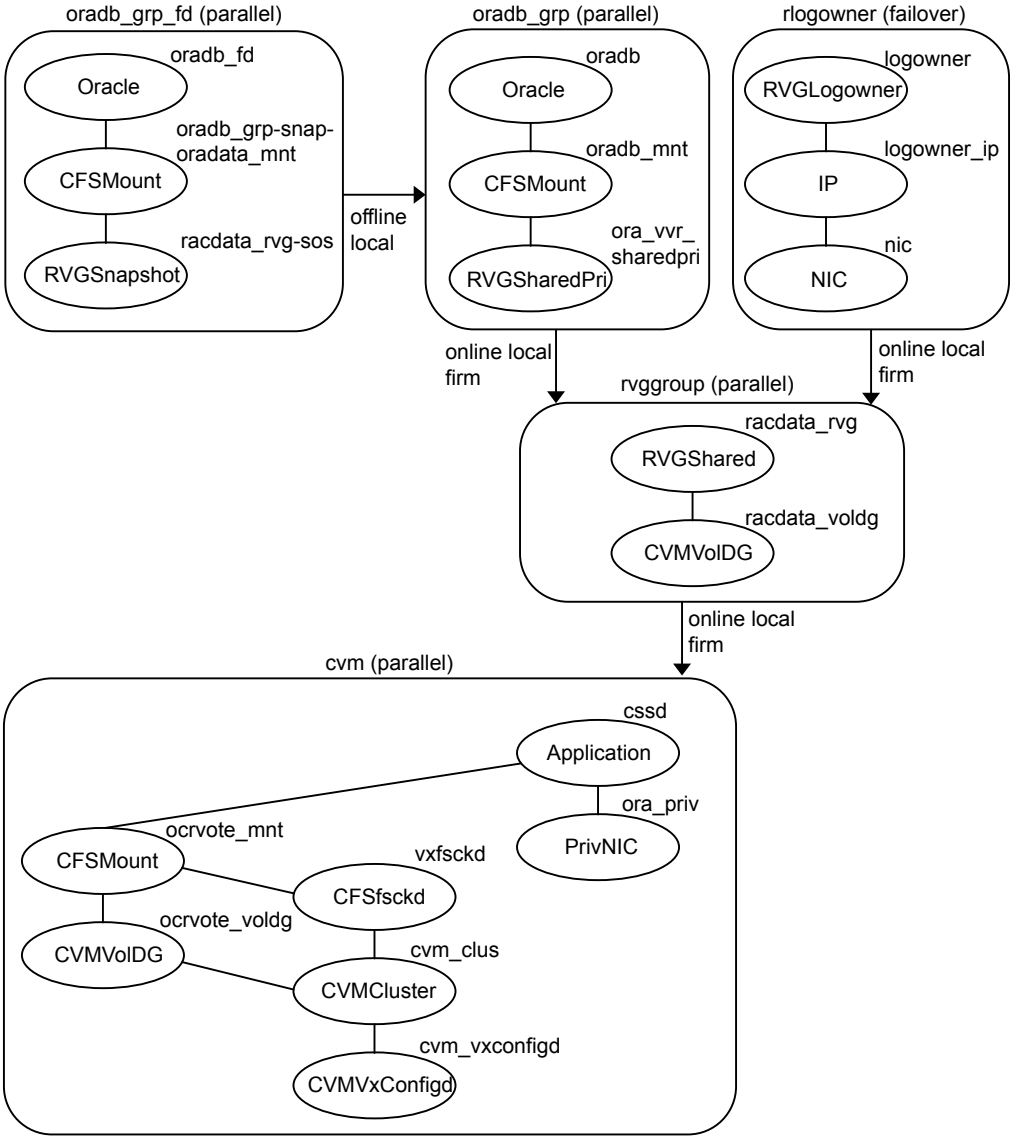 oradb_grp_fd (parallel)
oradb_grp (parallel)
rlogowner (failover)
oradb_fd
Oracle
oradb_grp-snap-
oradata_mnt
CFSMount
racdata_rvg-sos
RVGSnapshot
offline
local
oradb
Oracle
oradb_mnt
CFSMount
ora_vvr_
sharedpri
RVGSharedPri
logowner
RVGLogowner
logowner_ip
IP
nic
NIC
online local
firm
online local
firm
rvggroup (parallel)
racdata_rvg
RVGShared
racdata_voldg
CVMVolDG
online local
firm
cvm (parallel)
cssd
Application
ora_priv
PrivNIC
ocrvote_mnt
CFSMount
vxfsckd
CFSfsckd
ocrvote_voldg
CVMVolDG
cvm_clus
CVMCluster
cvm_vxconfigd
CVMVxConfigd